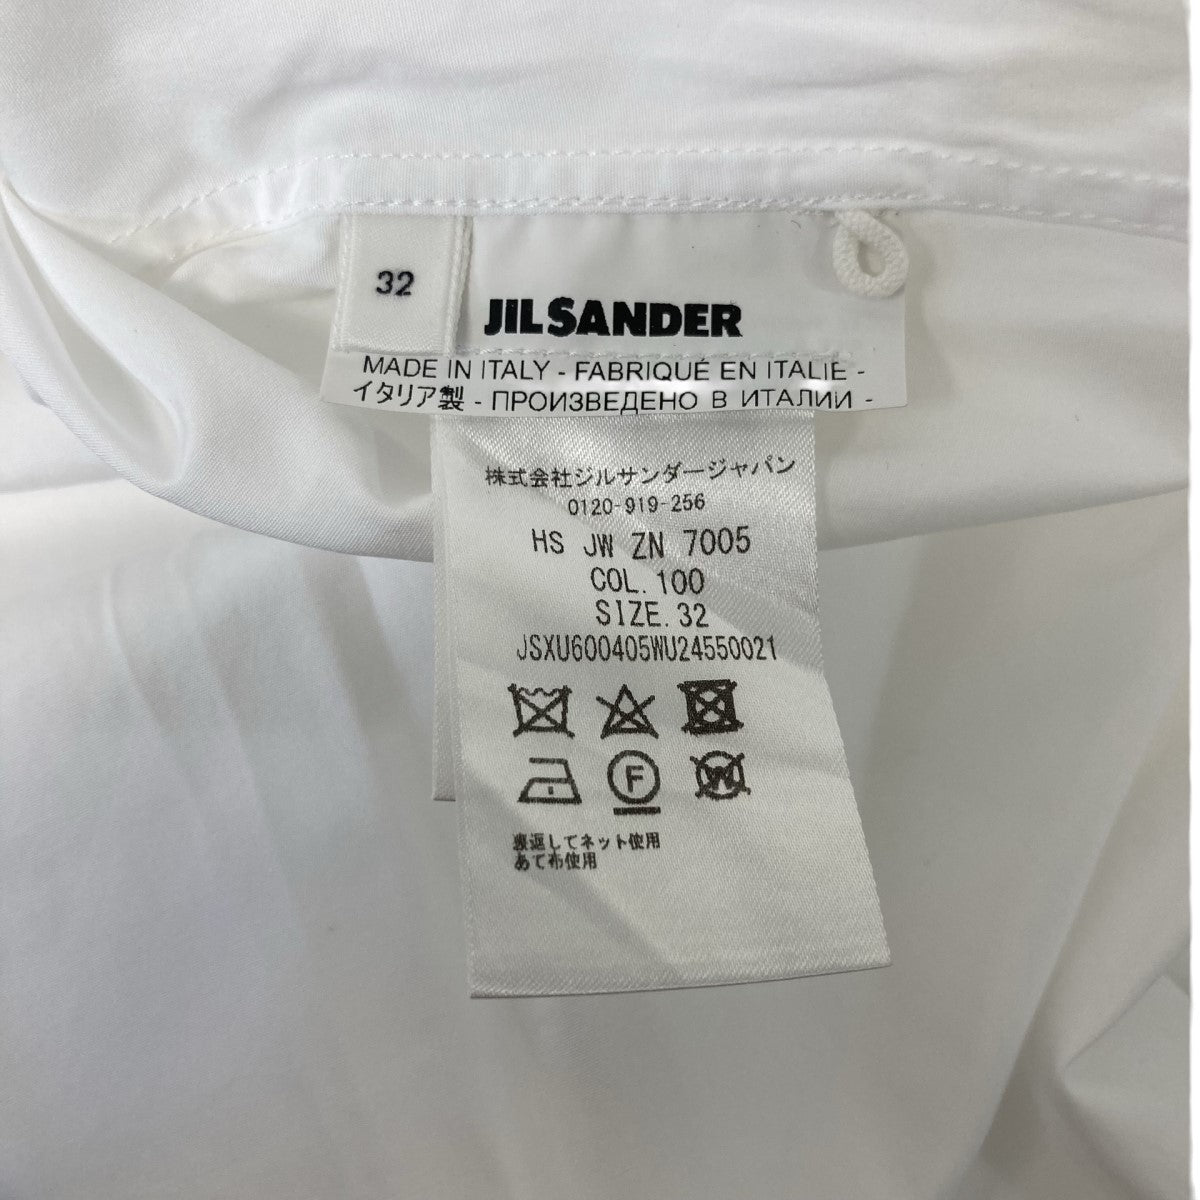 32
JIL SANDER
MADE IN ITALY - FABRIQUÉ EN ITALIE -
イタリア製 - ПРОИЗВЕДЕНО В ИТАЛИИ -
株式会社ジルサンダージャパン
0120-919-256
HS JW ZN 7005
COL. 100
SIZE. 32
JSXU600405WU24550021
F W
裏返してネット使用
あて布使用